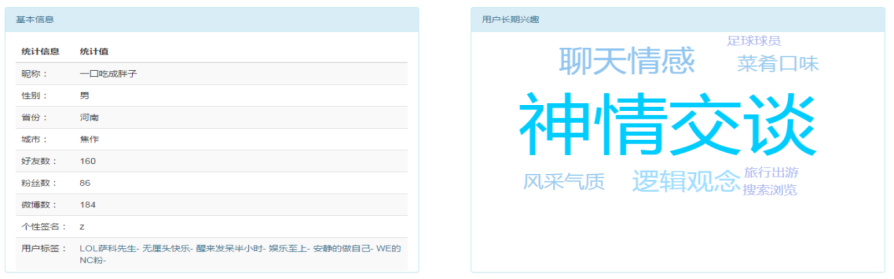 基本信息
统计信息 统计值
昵称： 一口吃成胖子
性别： 男
省份： 河南
城市： 焦作
好友数： 160
粉丝数： 86
微博数： 184
个性签名： z
用户标签： LOL萨科先生- 无厘头快乐- 醒来发呆半小时- 娱乐至上- 安静的做自己- WE的
NC粉-
用户长期兴趣
足球球员
聊天情感 菜肴口味
神情交谈
风采气质 逻辑观念 旅行出游
搜索浏览